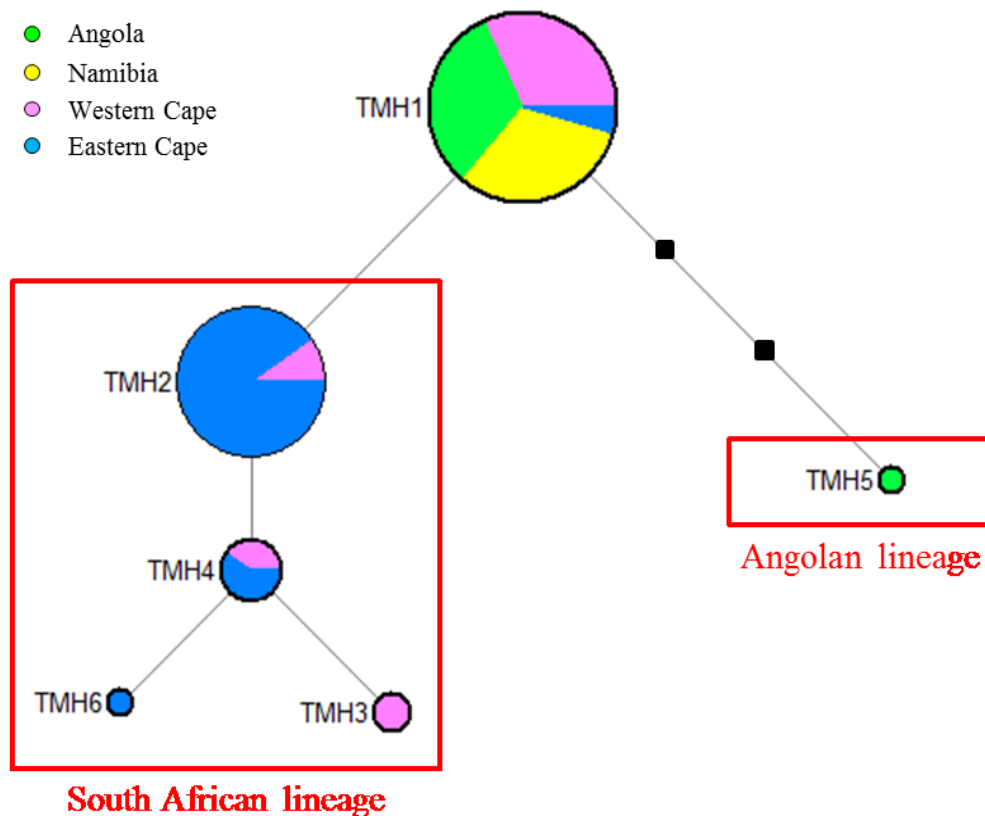 Angola
Namibia
Western Cape
Eastern Cape
TMH1
TMH2
TMH5
Angolan lineage
TMH4
TMH6
TMH3
South African lineage